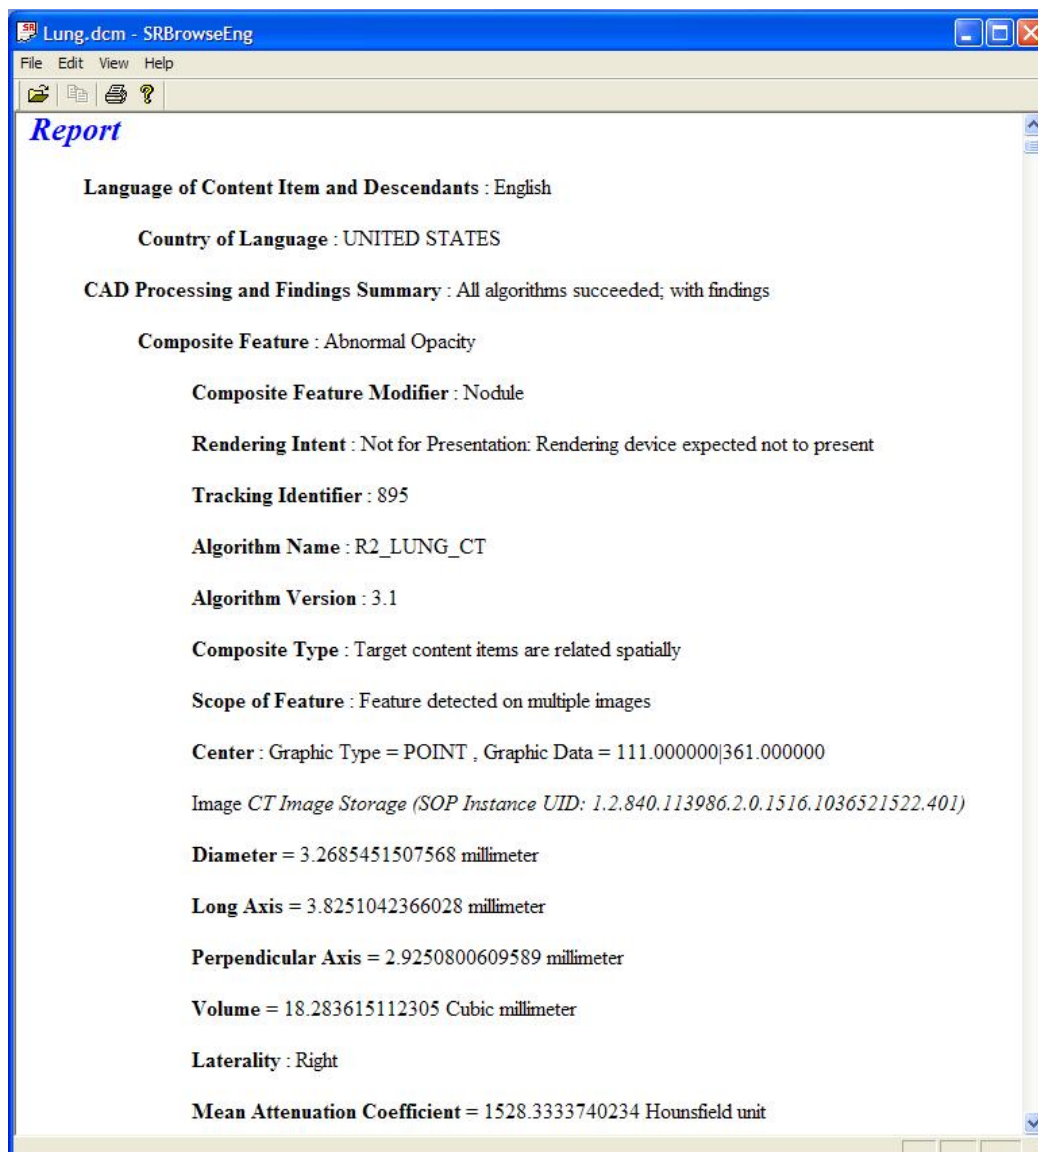 Lung.dcm - SRBrowseEng
File Edit View Help
Report
Language of Content Item and Descendants : English
Country of Language : UNITED STATES
CAD Processing and Findings Summary : All algorithms succeeded; with findings
Composite Feature : Abnormal Opacity
Composite Feature Modifier : Nodule
Rendering Intent : Not for Presentation: Rendering device expected not to present
Tracking Identifier : 895
Algorithm Name : R2_LUNG_CT
Algorithm Version : 3.1
Composite Type : Target content items are related spatially
Scope of Feature : Feature detected on multiple images
Center : Graphic Type = POINT , Graphic Data = 111.000000|361.000000
Image CT Image Storage (SOP Instance UID: 1.2.840.113986.2.0.1516.1036521522.401)
Diameter = 3.2685451507568 millimeter
Long Axis = 3.8251042366028 millimeter
Perpendicular Axis = 2.9250800609589 millimeter
Volume = 18.283615112305 Cubic millimeter
Laterality : Right
Mean Attenuation Coefficient = 1528.3333740234 Hounsfield unit